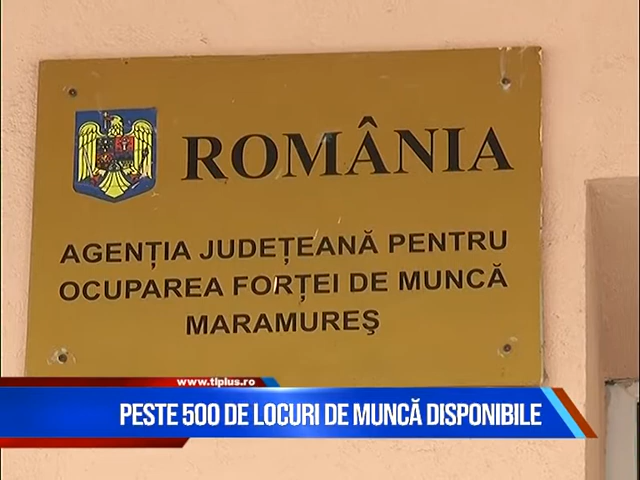 ROMÂNIA
AGENȚIA JUDEȚEANĂ PENTRU
OCUPAREA FORȚEI DE MUNCĂ
MARAMUREŞ
www.tlplus.ro
PESTE 500 DE LOCURI DE MUNCĂ DISPONIBILE